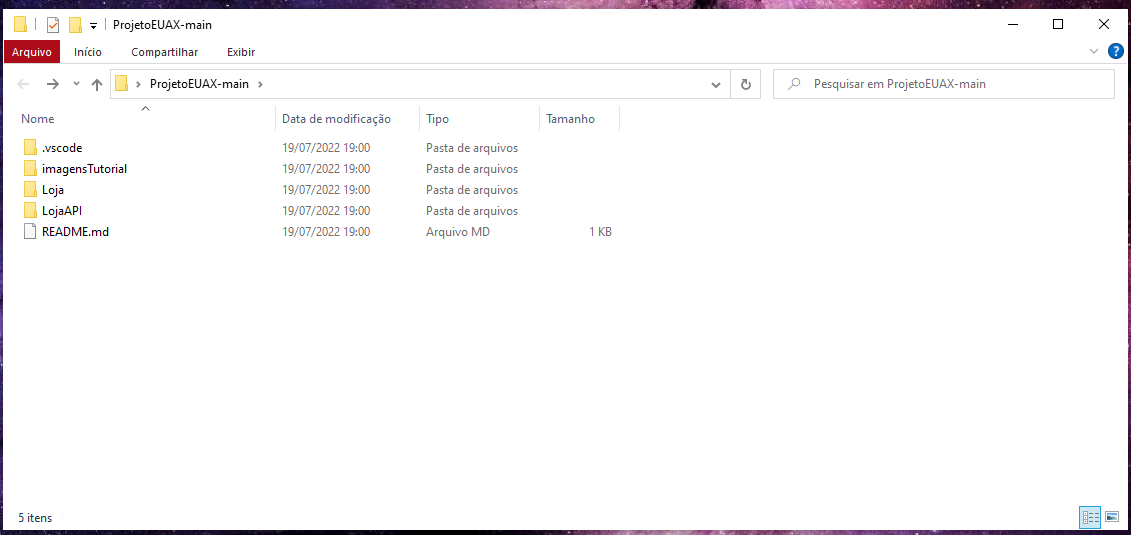 ProjetoEUAX-main
Arquivo Início Compartilhar Exibir
ProjetoEUAX-main Pesquisar em ProjetoEUAX-main
Nome Data de modificação Tipo Tamanho
.vscode 19/07/2022 19:00 Pasta de arquivos
imagensTutorial 19/07/2022 19:00 Pasta de arquivos
Loja 19/07/2022 19:00 Pasta de arquivos
LojaAPI 19/07/2022 19:00 Pasta de arquivos
README.md 19/07/2022 19:00 Arquivo MD 1 KB
5 itens